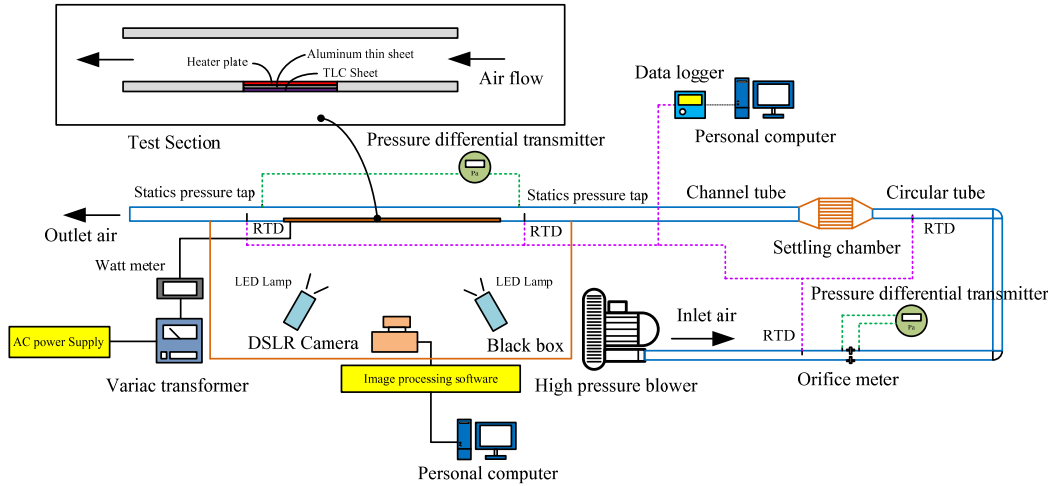 Aluminum thin sheet
Heater plate
TLC Sheet
Air flow
Test Section
Data logger
Personal computer
Pressure differential transmitter
Pa
Statics pressure tap
Statics pressure tap
Channel tube
Circular tube
Outlet air
RTD
RTD
RTD
Settling chamber
Watt meter
LED Lamp
LED Lamp
Pressure differential transmitter
Pa
Inlet air
RTD
AC power Supply
DSLR Camera
Black box
Variac transformer
Image processing software
High pressure blower
Orifice meter
Personal computer